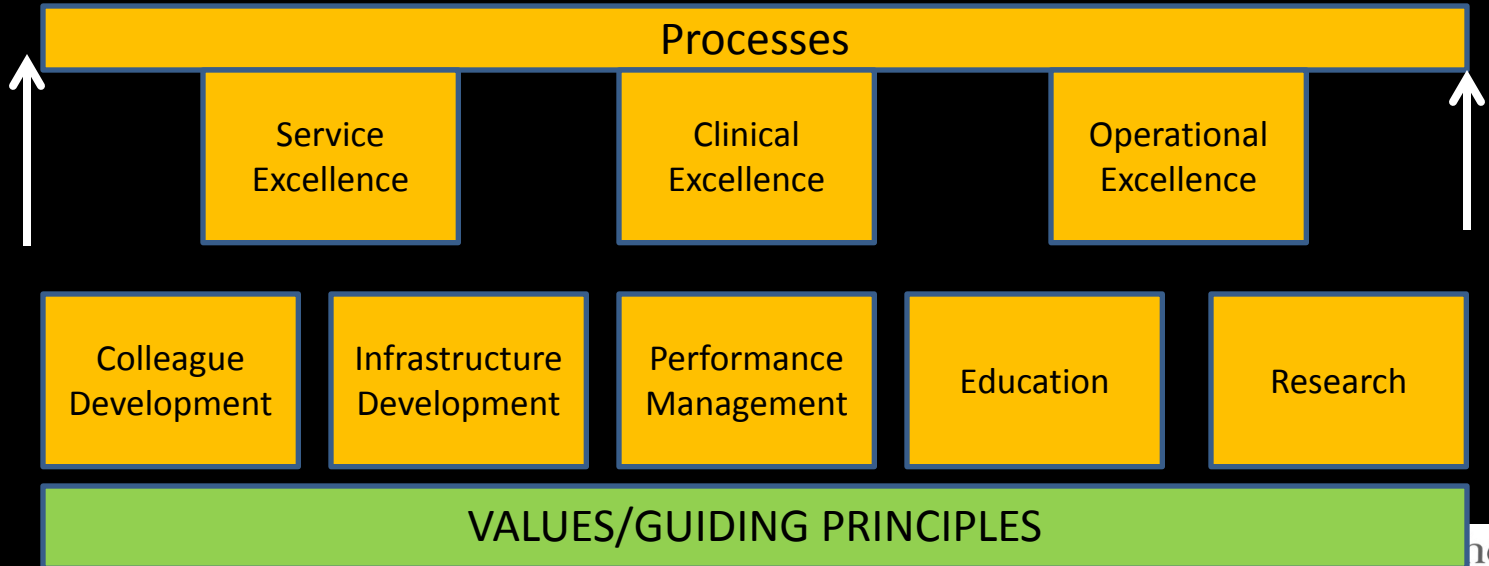 Processes
Service
Excellence
Clinical
Excellence
Operational
Excellence
Colleague
Development
Infrastructure
Development
Performance
Management
Education
Research
VALUES/GUIDING PRINCIPLES